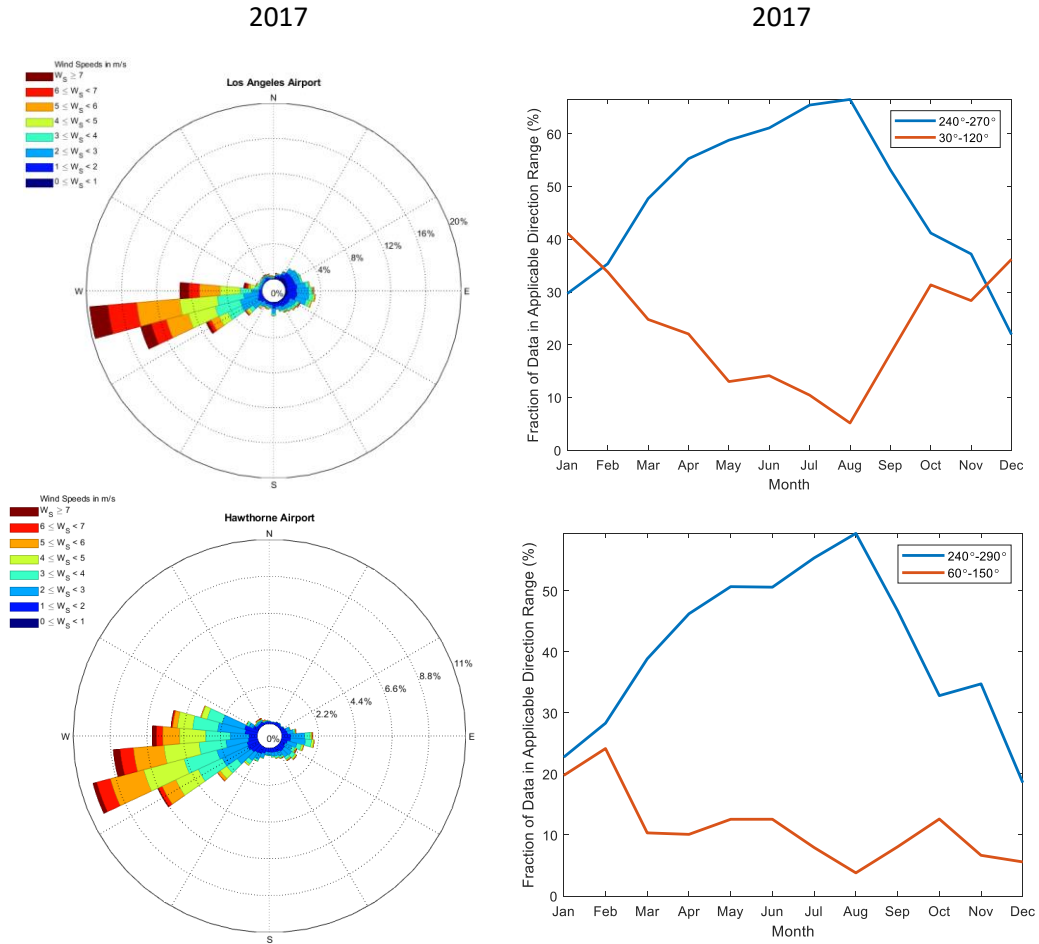 2017
2017
Wind Speeds in m/s
W_S ≥ 7
6 ≤ W_S < 7
5 ≤ W_S < 6
4 ≤ W_S < 5
3 ≤ W_S < 4
2 ≤ W_S < 3
1 ≤ W_S < 2
0 ≤ W_S < 1
Los Angeles Airport
N
20%
16%
12%
8%
4%
0%
W
E
S
Fraction of Data in Applicable Direction Range (%)
60
50
40
30
20
10
0
240°-270°
30°-120°
Jan Feb Mar Apr May Jun Jul Aug Sep Oct Nov Dec
Month
Wind Speeds in m/s
W_S ≥ 7
6 ≤ W_S < 7
5 ≤ W_S < 6
4 ≤ W_S < 5
3 ≤ W_S < 4
2 ≤ W_S < 3
1 ≤ W_S < 2
0 ≤ W_S < 1
Hawthorne Airport
N
11%
8.8%
6.6%
4.4%
2.2%
0%
W
E
S
Fraction of Data in Applicable Direction Range (%)
50
40
30
20
10
0
240°-290°
60°-150°
Jan Feb Mar Apr May Jun Jul Aug Sep Oct Nov Dec
Month